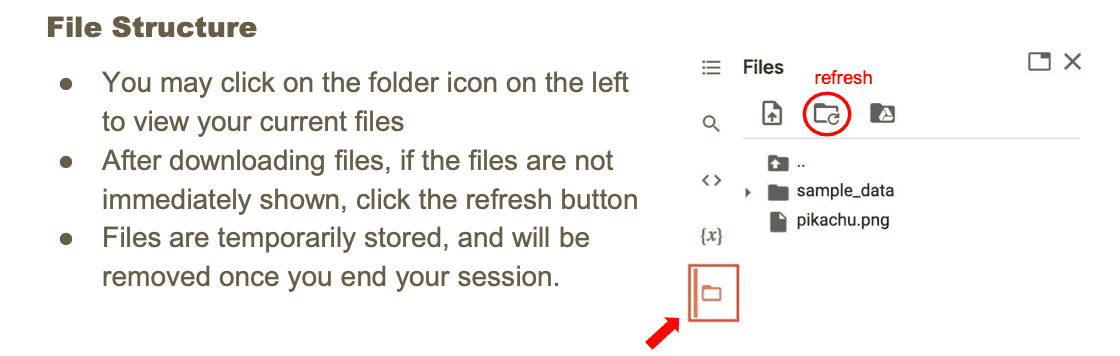 File Structure
● You may click on the folder icon on the left
to view your current files
● After downloading files, if the files are not
immediately shown, click the refresh button
● Files are temporarily stored, and will be
removed once you end your session.
Files
refresh
..
<>
sample_data
pikachu.png
{x}